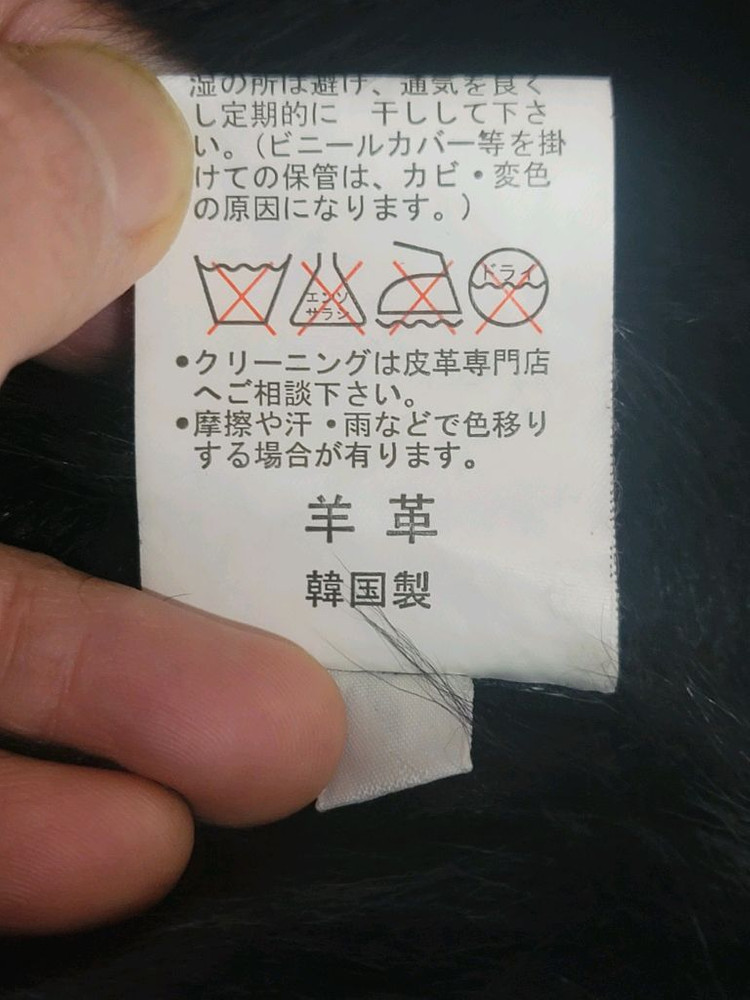 湿の所は避け、通気を良く
し定期的に　干しして下さ
い。（ビニールカバー等を掛
けての保管は、カビ・変色
の原因になります。）
エンソ
サラシ
ドライ
●クリーニングは皮革専門店
へご相談下さい。
●摩擦や汗・雨などで色移り
する場合が有ります。
羊革
韓国製